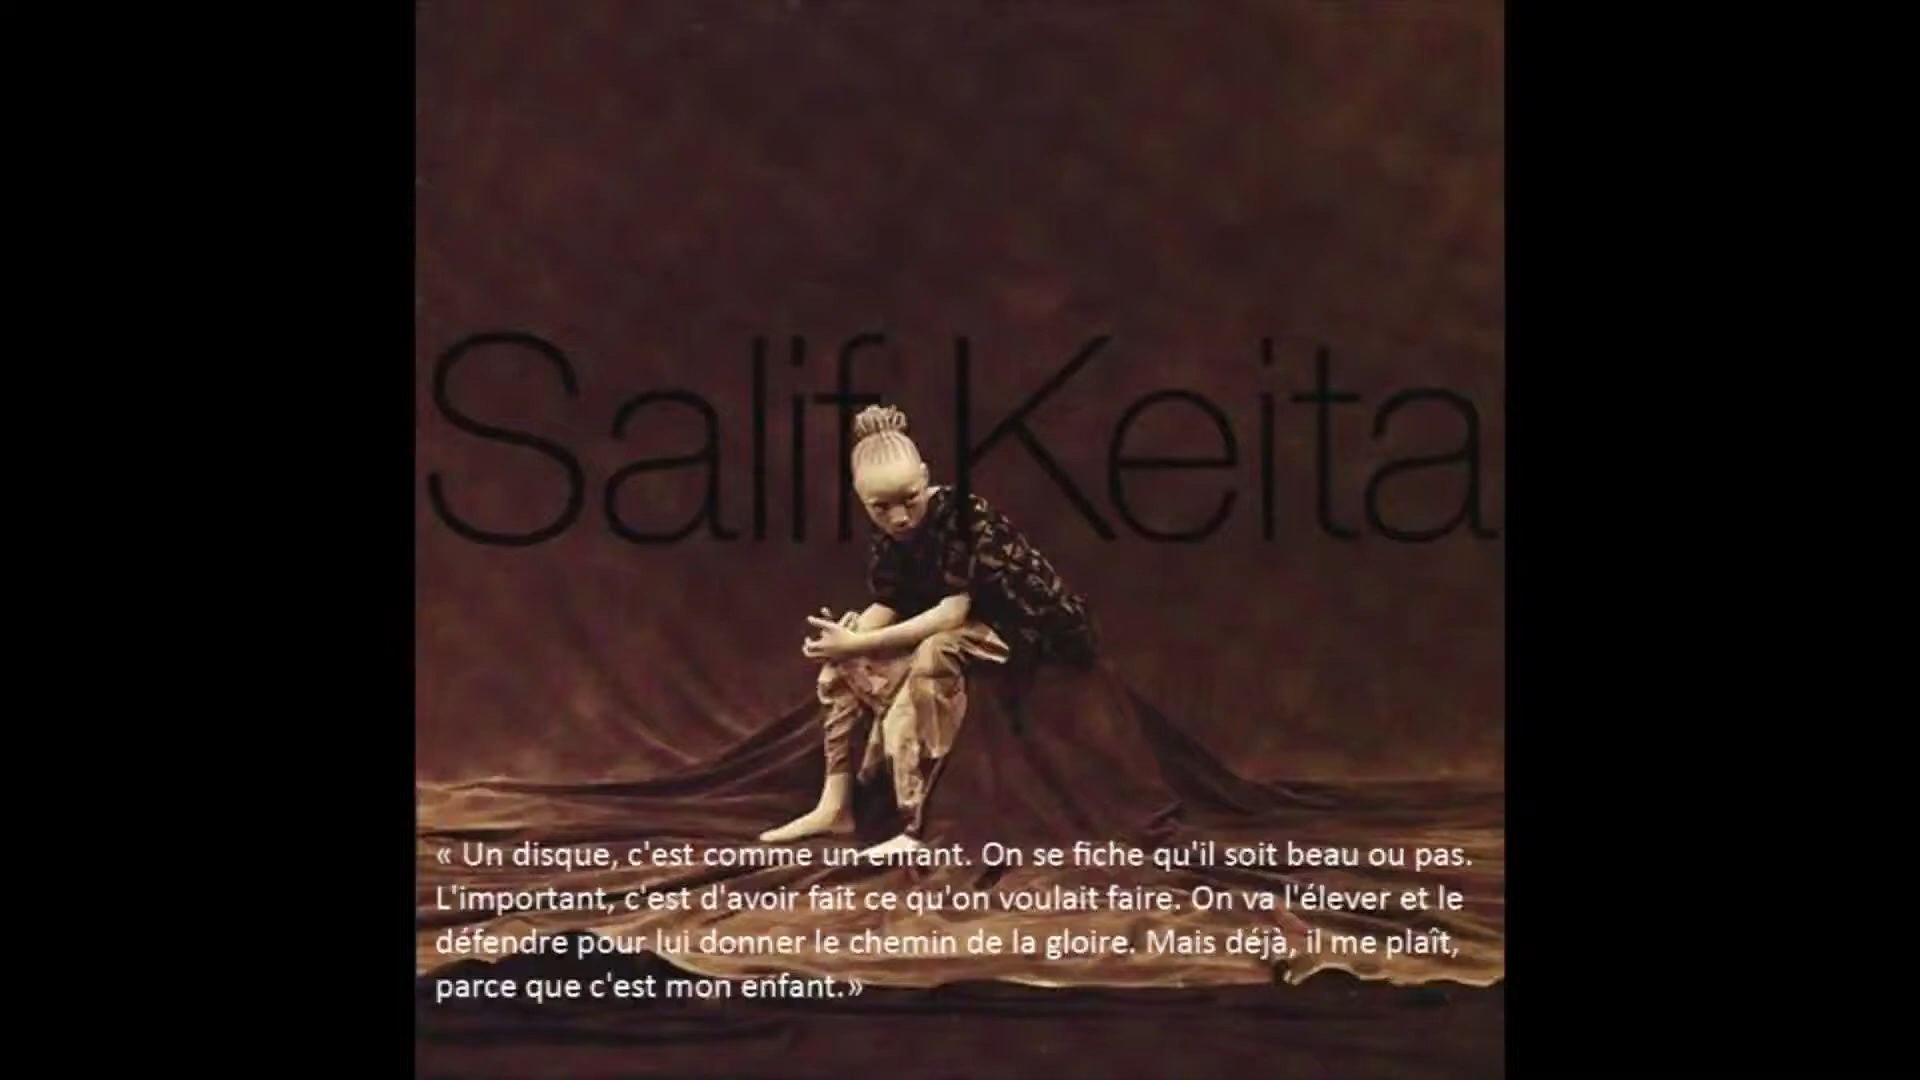 Salif Keita
« Un disque, c'est comme un enfant. On se fiche qu'il soit beau ou pas.
L'important, c'est d'avoir fait ce qu'on voulait faire. On va l'élever et le
défendre pour lui donner le chemin de la gloire. Mais déjà, il me plaît,
parce que c'est mon enfant.»